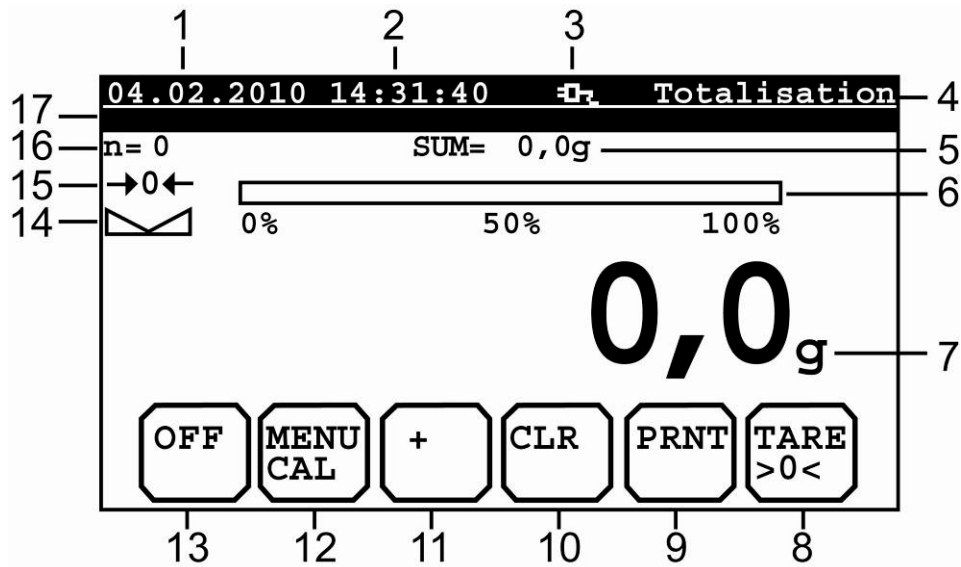 1 2 3
04.02.2010 14:31:40 Totalisation 4
17
16 n= 0 SUM= 0,0g 5
15 →0← 6
14 0% 50% 100%
0,0g 7
OFF MENU + CLR PRNT TARE
CAL >0<
13 12 11 10 9 8